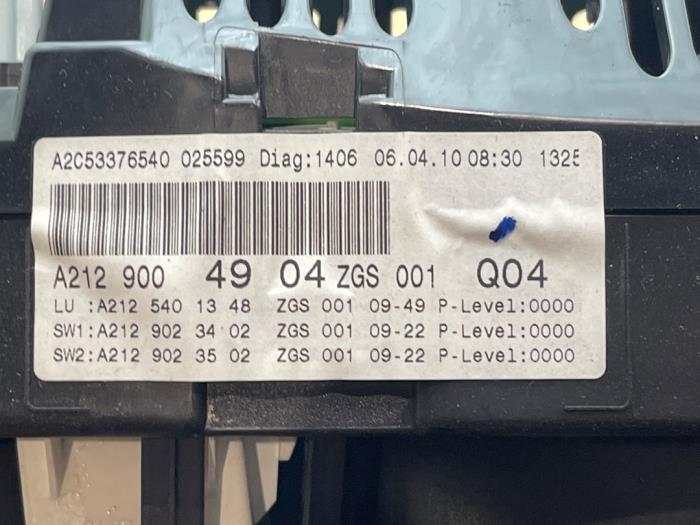 A2C53376540 025599 Diag:1406 06.04.10 08:30 1325
A212 900 49 04 ZGS 001 Q04
LU :A212 540 13 48 ZGS 001 09-49 P-Level:0000
SW1:A212 902 34 02 ZGS 001 09-22 P-Level:0000
SW2:A212 902 35 02 ZGS 001 09-22 P-Level:0000